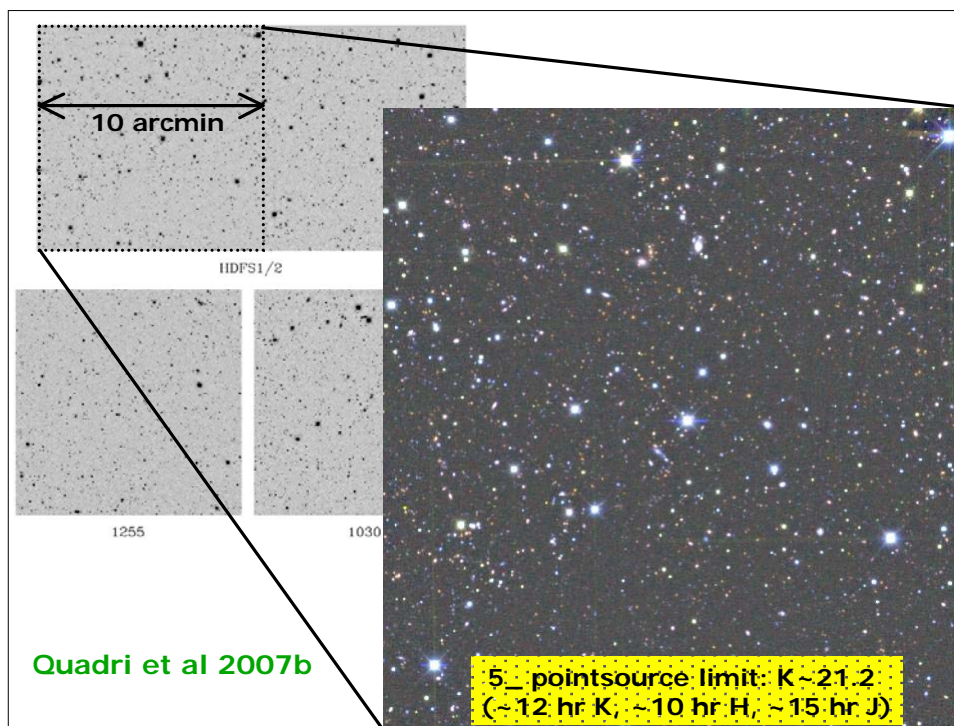 10 arcmin
HDFS1/2
1255
1030
Quadri et al 2007b
5_ pointsource limit: K~21.2
(~12 hr K, ~10 hr H, ~15 hr J)